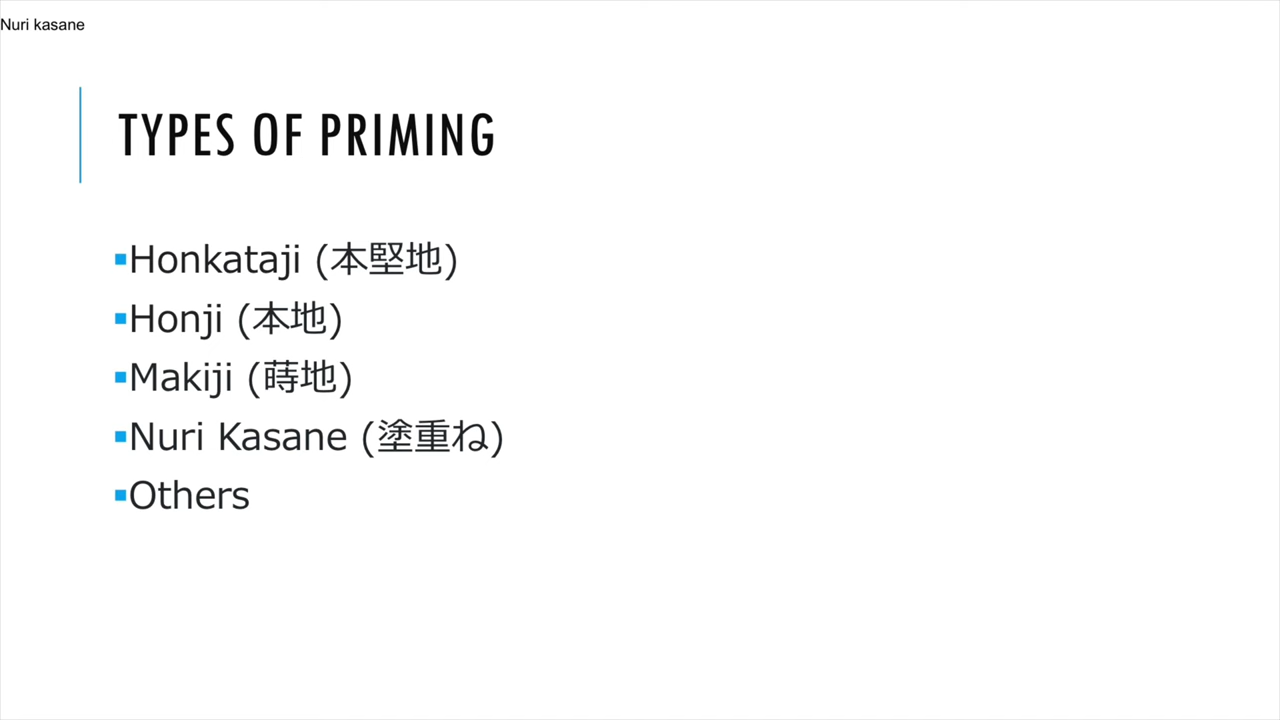 Nuri kasane
TYPES OF PRIMING
▪Honkataji (本堅地)
▪Honji (本地)
▪Makiji (蒔地)
▪Nuri Kasane (塗重ね)
▪Others